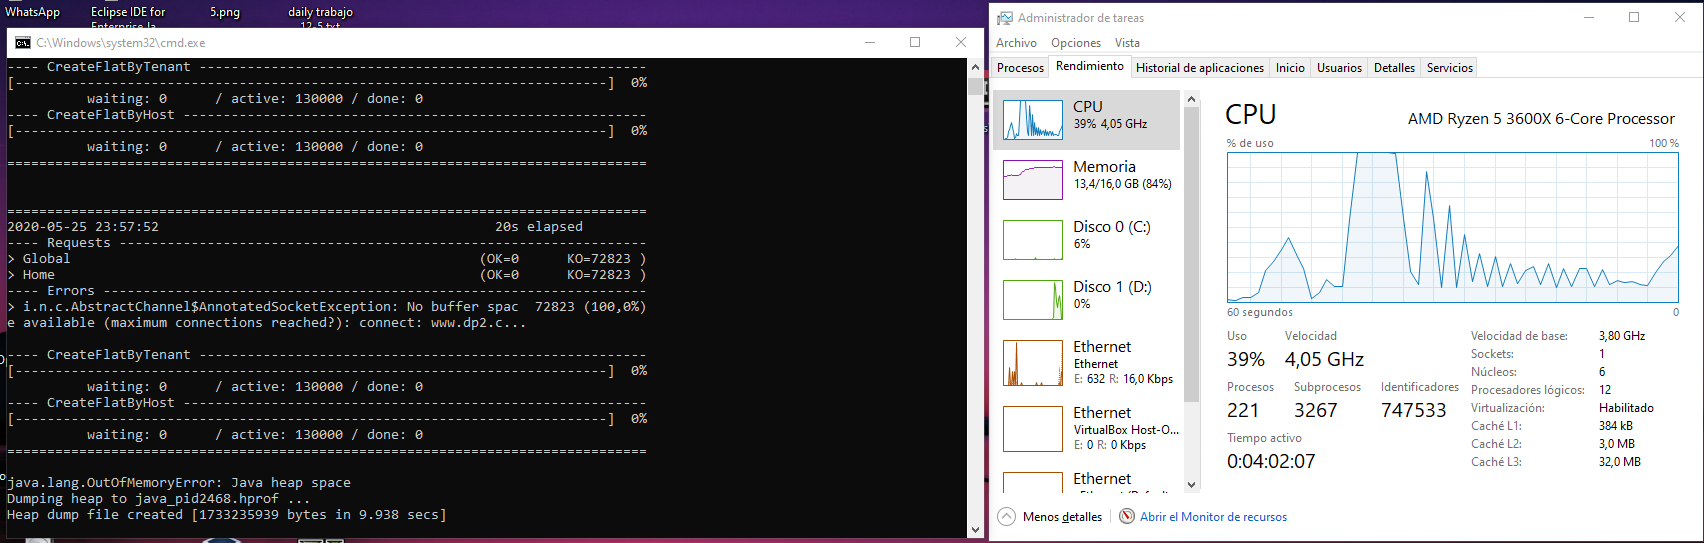 WhatsApp
Eclipse IDE for
Enterprise Ja
5.png
daily trabajo
12-5.txt
C:\Windows\system32\cmd.exe
---- CreateFlatByTenant --------------------------------------------------------
[---------------------------------------------------------------------------] 0%
waiting: 0 / active: 130000 / done: 0
---- CreateFlatByHost ----------------------------------------------------------
[---------------------------------------------------------------------------] 0%
waiting: 0 / active: 130000 / done: 0
================================================================================
================================================================================
2020-05-25 23:57:52 20s elapsed
---- Requests ------------------------------------------------------------------
> Global (OK=0 KO=72823 )
> Home (OK=0 KO=72823 )
---- Errors --------------------------------------------------------------------
> i.n.c.AbstractChannel$AnnotatedSocketException: No buffer spac 72823 (100,0%)
e available (maximum connections reached?): connect: www.dp2.c...
---- CreateFlatByTenant --------------------------------------------------------
[---------------------------------------------------------------------------] 0%
waiting: 0 / active: 130000 / done: 0
---- CreateFlatByHost ----------------------------------------------------------
[---------------------------------------------------------------------------] 0%
waiting: 0 / active: 130000 / done: 0
================================================================================
java.lang.OutOfMemoryError: Java heap space
Dumping heap to java_pid2468.hprof ...
Heap dump file created [1733235939 bytes in 9.938 secs]
Administrador de tareas
Archivo Opciones Vista
Procesos Rendimiento Historial de aplicaciones Inicio Usuarios Detalles Servicios
CPU
39% 4,05 GHz
Memoria
13,4/16,0 GB (84%)
Disco 0 (C:)
6%
Disco 1 (D:)
0%
Ethernet
Ethernet
E: 632 R: 16,0 Kbps
Ethernet
VirtualBox Host-O...
E: 0 R: 0 Kbps
Ethernet
CPU AMD Ryzen 5 3600X 6-Core Processor
% de uso 100 %
60 segundos 0
Uso Velocidad
39% 4,05 GHz
Procesos Subprocesos Identificadores
221 3267 747533
Tiempo activo
0:04:02:07
Velocidad de base: 3,80 GHz
Sockets: 1
Núcleos: 6
Procesadores lógicos: 12
Virtualización: Habilitado
Caché L1: 384 kB
Caché L2: 3,0 MB
Caché L3: 32,0 MB
Menos detalles Abrir el Monitor de recursos